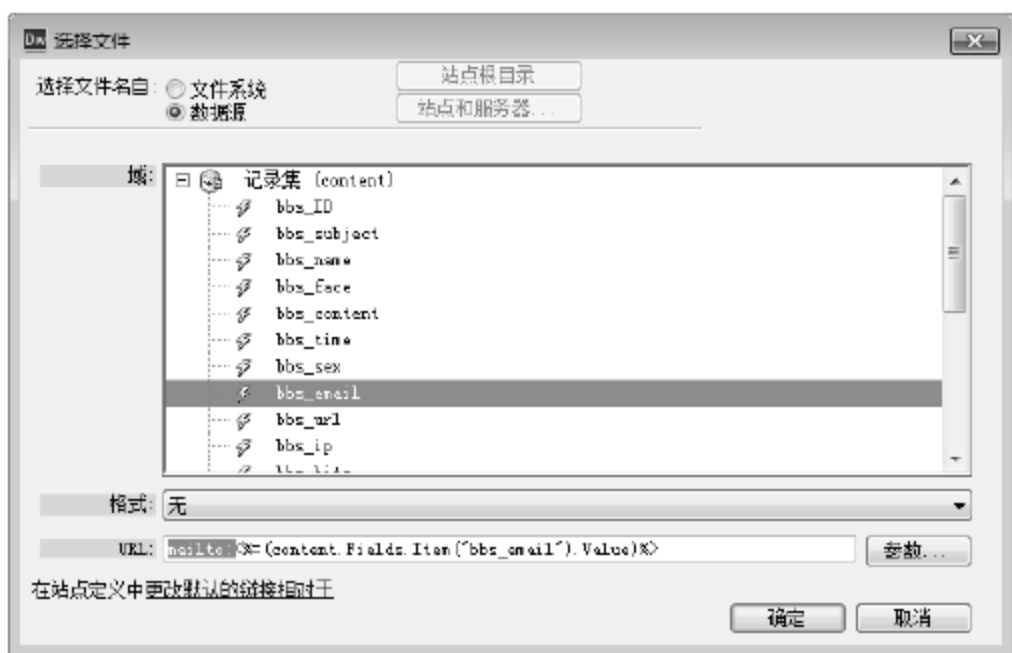 Dw 选择文件
选择文件名自: 文件系统
数据源
站点根目录
站点和服务器...
域:
记录集 (content)
bbs_ID
bbs_subject
bbs_name
bbs_face
bbs_content
bbs_time
bbs_sex
bbs_email
bbs_url
bbs_ip
格式: 无
URL: mailto:<%=(content.Fields.Item("bbs_email").Value)%> 参数...
在站点定义中更改默认的链接相对于
确定 取消